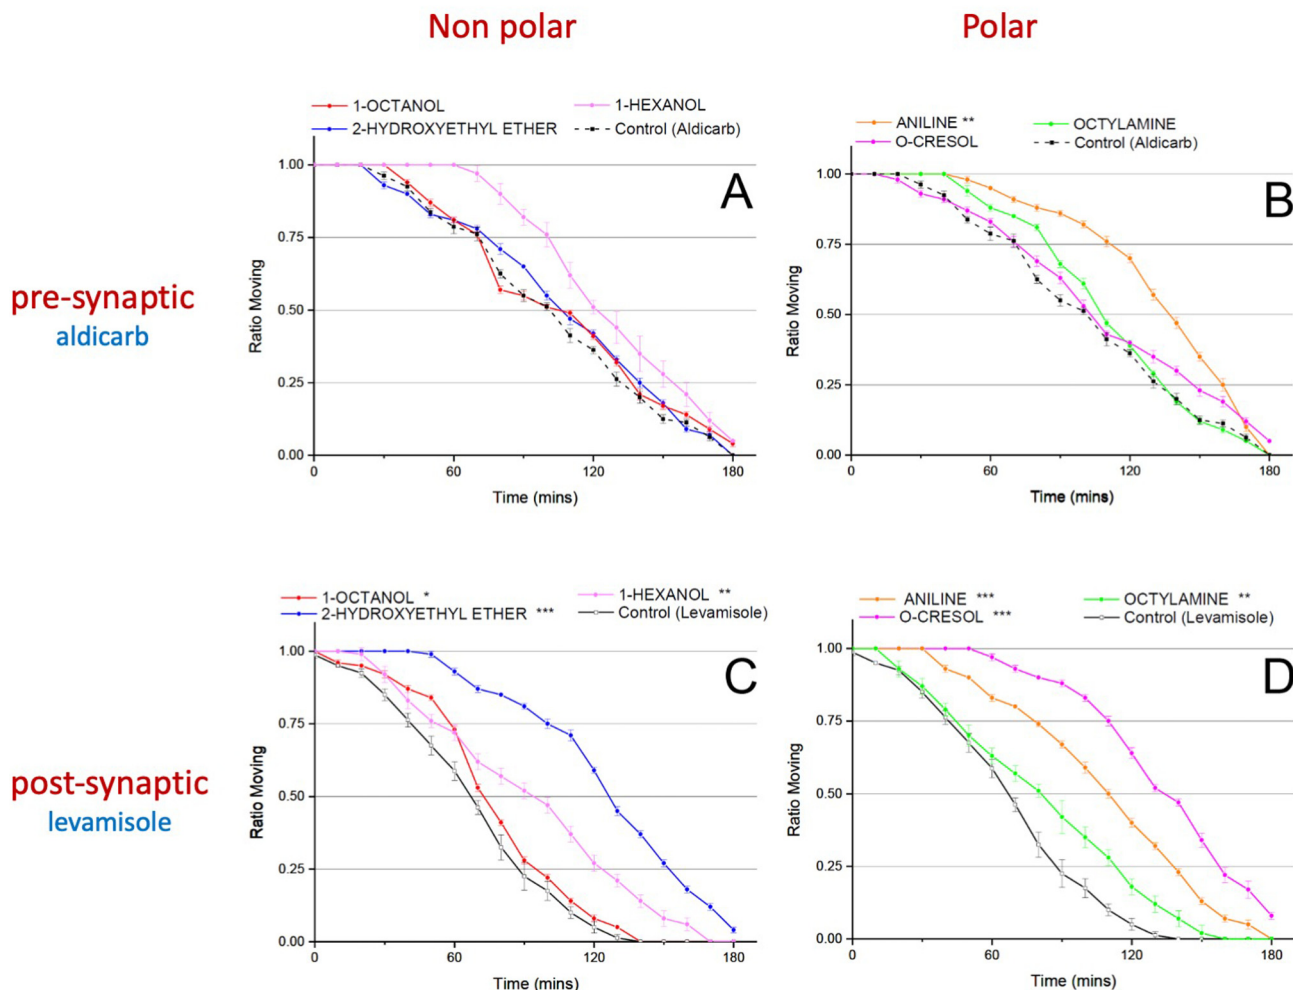 Non polar
Polar
1-OCTANOL
1-HEXANOL
2-HYDROXYETHYL ETHER
Control (Aldicarb)
ANILINE **
OCTYLAMINE
O-CRESOL
Control (Aldicarb)
pre-synaptic
aldicarb
A
1.00
0.75
0.50
0.25
0.00
Ratio Moving
0
60
120
180
Time (mins)
B
1.00
0.75
0.50
0.25
0.00
Ratio Moving
0
60
120
180
Time (mins)
1-OCTANOL *
1-HEXANOL **
2-HYDROXYETHYL ETHER ***
Control (Levamisole)
ANILINE ***
OCTYLAMINE **
O-CRESOL ***
Control (Levamisole)
post-synaptic
levamisole
C
1.00
0.75
0.50
0.25
0.00
Ratio Moving
0
60
120
180
Time (mins)
D
1.00
0.75
0.50
0.25
0.00
Ratio Moving
0
60
120
180
Time (mins)